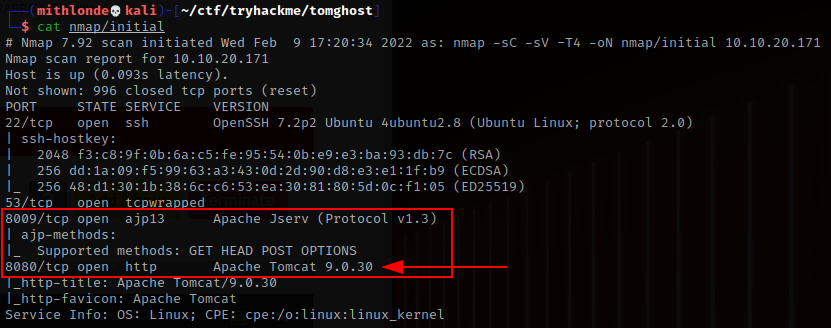 (mithlonde💀kali)-[~/ctf/tryhackme/tomghost]
$ cat nmap/initial
# Nmap 7.92 scan initiated Wed Feb  9 17:20:34 2022 as: nmap -sC -sV -T4 -oN nmap/initial 10.10.20.171
Nmap scan report for 10.10.20.171
Host is up (0.093s latency).
Not shown: 996 closed tcp ports (reset)
PORT     STATE SERVICE    VERSION
22/tcp   open  ssh        OpenSSH 7.2p2 Ubuntu 4ubuntu2.8 (Ubuntu Linux; protocol 2.0)
| ssh-hostkey:
|   2048 f3:c8:9f:0b:6a:c5:fe:95:54:0b:e9:e3:ba:93:db:7c (RSA)
|   256 dd:1a:09:f5:99:63:a3:43:0d:2d:90:d8:e3:e1:1f:b9 (ECDSA)
|_  256 48:d1:30:1b:38:6c:c6:53:ea:30:81:80:5d:0c:f1:05 (ED25519)
53/tcp   open  tcpwrapped
8009/tcp open  ajp13      Apache Jserv (Protocol v1.3)
| ajp-methods:
|_  Supported methods: GET HEAD POST OPTIONS
8080/tcp open  http       Apache Tomcat 9.0.30
|_http-title: Apache Tomcat/9.0.30
|_http-favicon: Apache Tomcat
Service Info: OS: Linux; CPE: cpe:/o:linux:linux_kernel